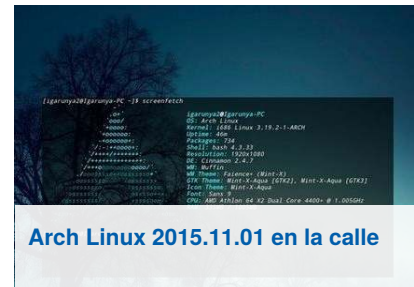 [igarunya2@Igarunya-PC ~]$ screenfetch
igarunya2@Igarunya-PC
OS: Arch Linux
Kernel: i686 Linux 3.19.2-1-ARCH
Uptime: 46m
Packages: 734
Shell: bash 4.3.33
Resolution: 1920x1080
DE: Cinnamon 2.4.7
WM: Muffin
WM Theme: Faience+ (Mint-X)
GTK Theme: Mint-X-Aqua [GTK2], Mint-X-Aqua [GTK3]
Icon Theme: Mint-X-Aqua
Font: Sans 9
CPU: AMD Athlon 64 X2 Dual Core 4400+ @ 1.005GHz
Arch Linux 2015.11.01 en la calle